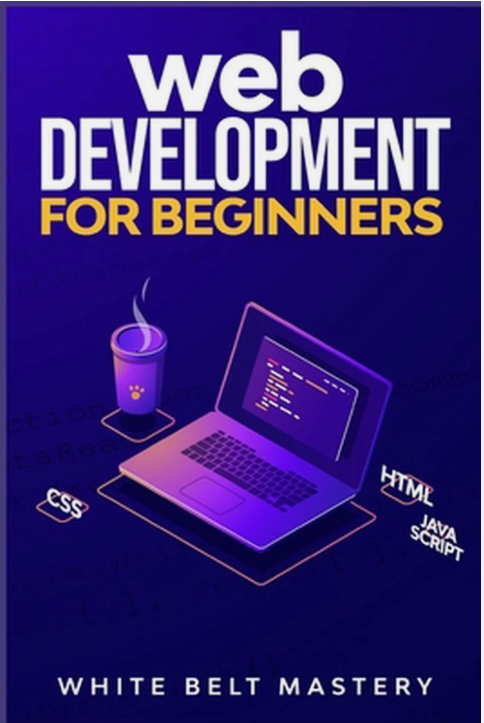 web
DEVELOPMENT
FOR BEGINNERS
CSS
HTML
JAVA
SCRIPT
WHITE BELT MASTERY